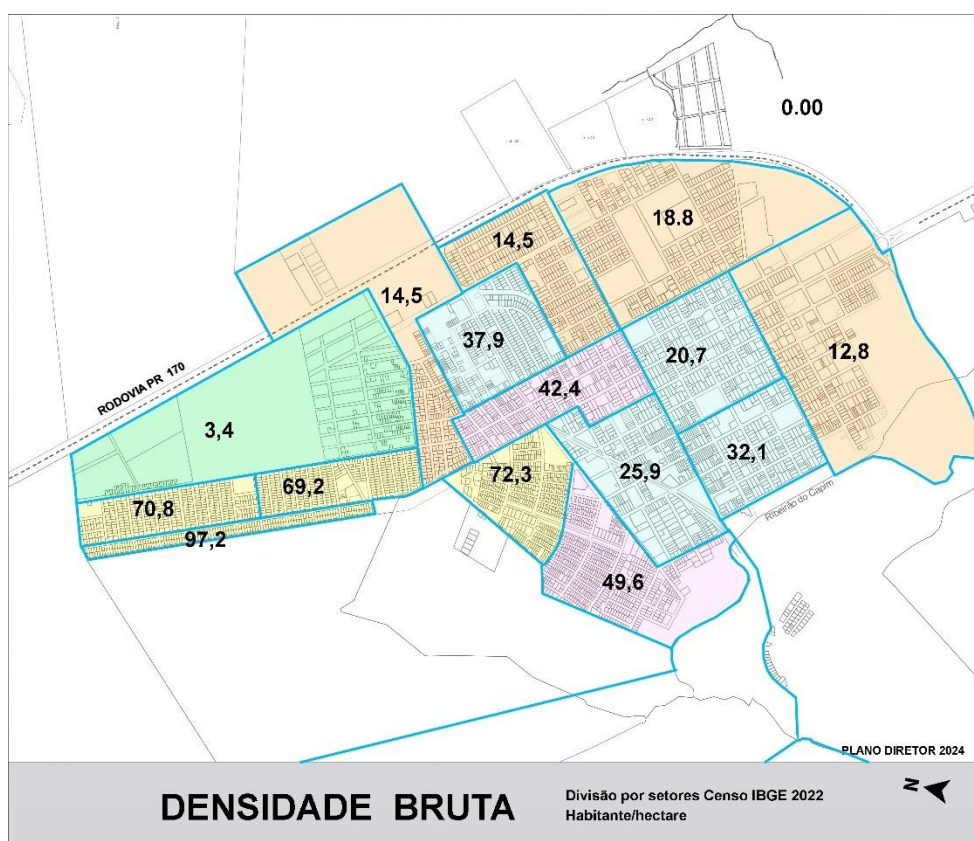 0.00
18.8
14,5
14,5
37,9
20,7
12,8
RODOVIA PR 170
42,4
3,4
32,1
25,9
72,3
69,2
70,8
97,2
Ribeirão do Capim
49,6
PLANO DIRETOR 2024
DENSIDADE BRUTA
Divisão por setores Censo IBGE 2022
Habitante/hectare
N